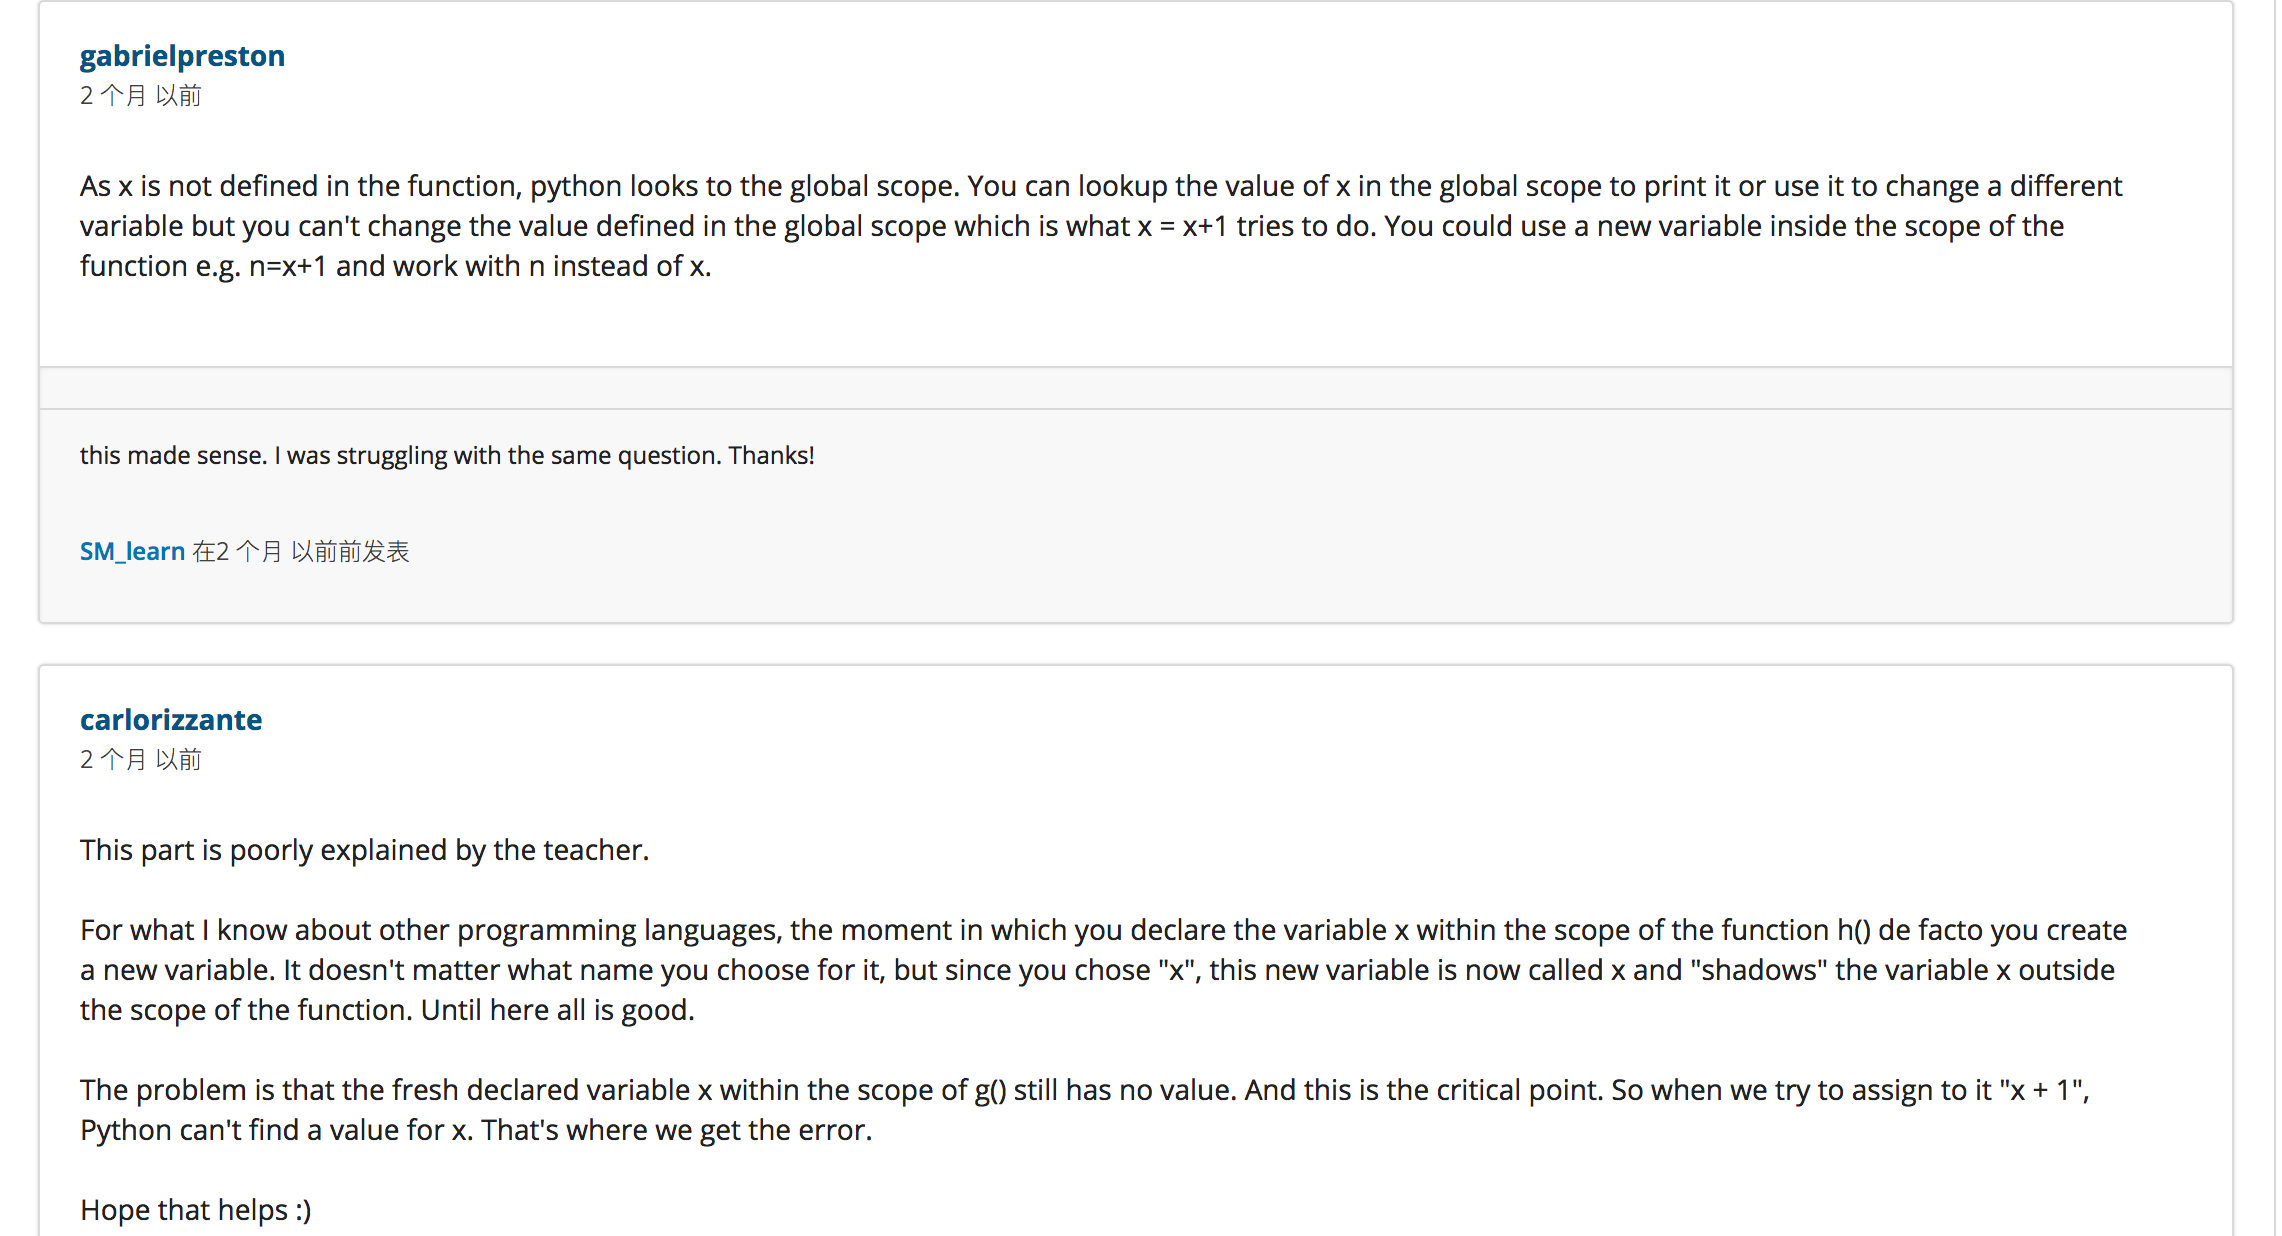 gabrielpreston
2 个月 以前
As x is not defined in the function, python looks to the global scope. You can lookup the value of x in the global scope to print it or use it to change a different
variable but you can't change the value defined in the global scope which is what x = x+1 tries to do. You could use a new variable inside the scope of the
function e.g. n=x+1 and work with n instead of x.
this made sense. I was struggling with the same question. Thanks!
SM_learn 在2 个月 以前前发表
carlorizzante
2 个月 以前
This part is poorly explained by the teacher.
For what I know about other programming languages, the moment in which you declare the variable x within the scope of the function h() de facto you create
a new variable. It doesn't matter what name you choose for it, but since you chose "x", this new variable is now called x and "shadows" the variable x outside
the scope of the function. Until here all is good.
The problem is that the fresh declared variable x within the scope of g() still has no value. And this is the critical point. So when we try to assign to it "x + 1",
Python can't find a value for x. That's where we get the error.
Hope that helps :)